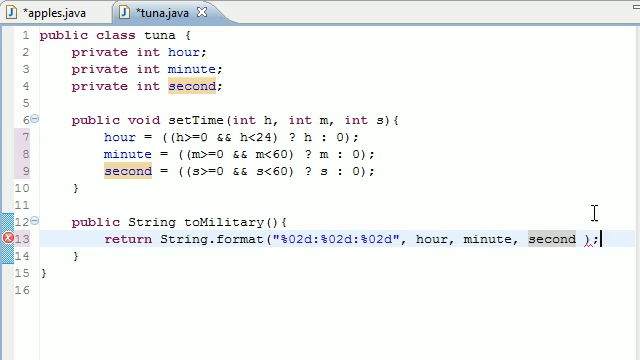 *apples.java *tuna.java
1 public class tuna {
2 private int hour;
3 private int minute;
4 private int second;
5
6 public void setTime(int h, int m, int s){
7 hour = ((h>=0 && h<24) ? h : 0);
8 minute = ((m>=0 && m<60) ? m : 0);
9 second = ((s>=0 && s<60) ? s : 0);
10 }
11
12 public String toMilitary(){
13 return String.format("%02d:%02d:%02d", hour, minute, second );
14 }
15 }
16